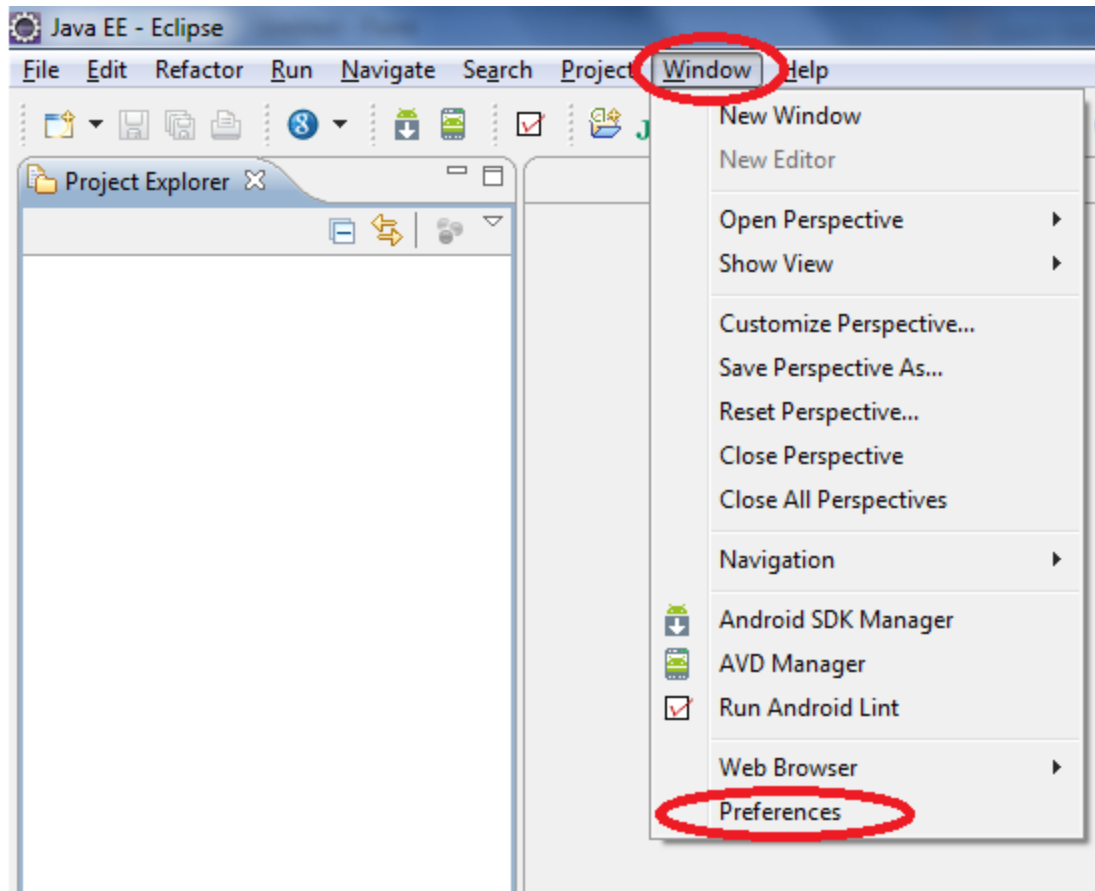 Java EE - Eclipse
File Edit Refactor Run Navigate Search Project Window Help
8
Project Explorer
New Window
New Editor
Open Perspective
Show View
Customize Perspective...
Save Perspective As...
Reset Perspective...
Close Perspective
Close All Perspectives
Navigation
Android SDK Manager
AVD Manager
Run Android Lint
Web Browser
Preferences